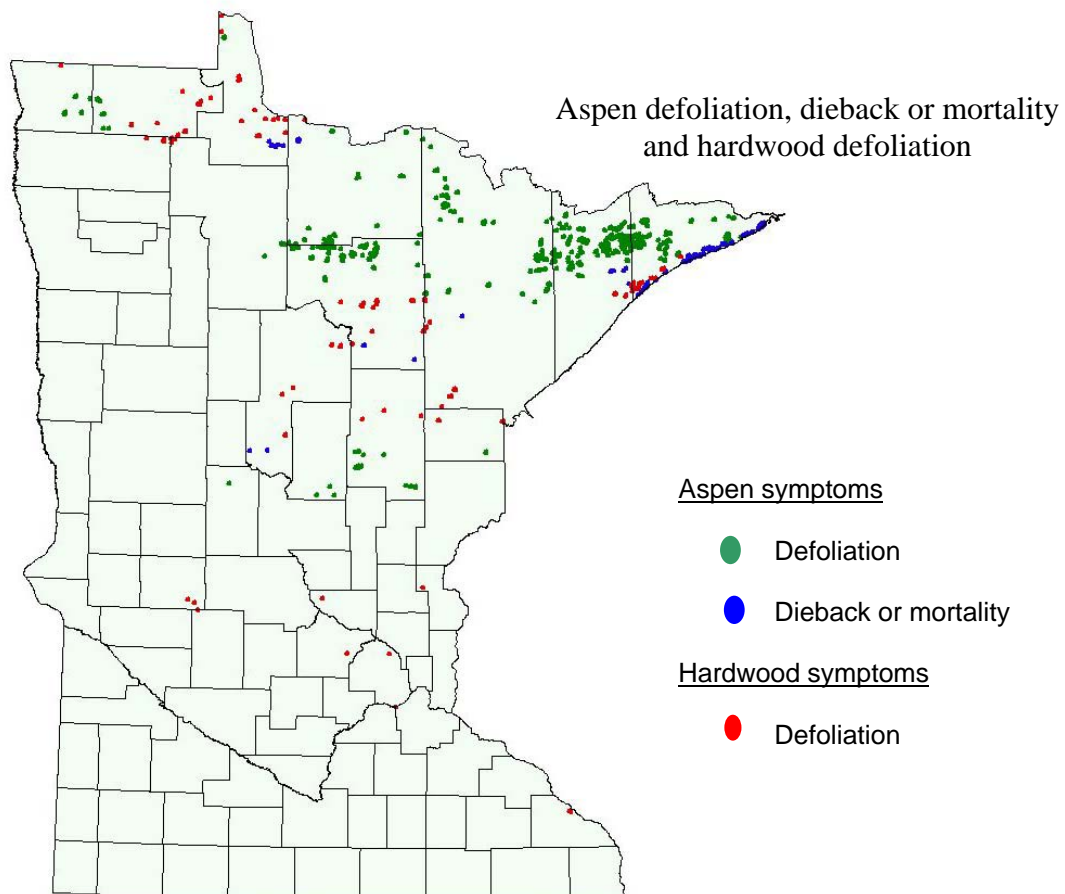 Aspen defoliation, dieback or mortality
and hardwood defoliation
Aspen symptoms
Defoliation
Dieback or mortality
Hardwood symptoms
Defoliation